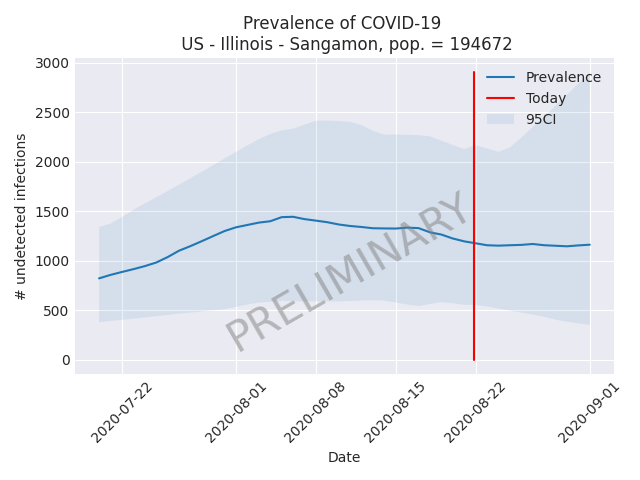 Prevalence of COVID-19
US - Illinois - Sangamon, pop. = 194672
3000
2500
2000
1500
1000
500
0
# undetected infections
Prevalence
Today
95CI
PRELIMINARY
2020-07-22
2020-08-01
2020-08-08
2020-08-15
2020-08-22
2020-09-01
Date